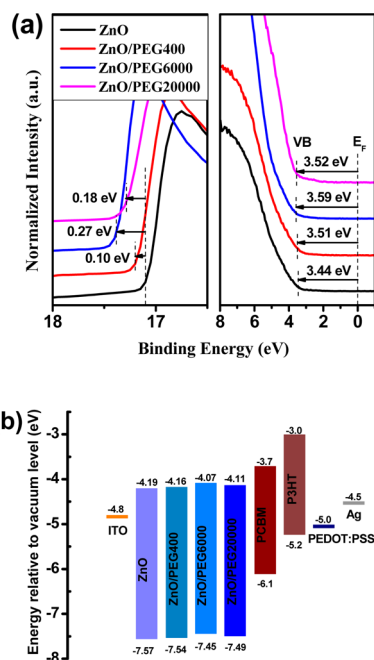 (a)
ZnO
ZnO/PEG400
ZnO/PEG6000
ZnO/PEG20000
Normalized Intensity (a.u.)
0.18 eV
0.27 eV
0.10 eV
VB
E_F
3.52 eV
3.59 eV
3.51 eV
3.44 eV
18 17 8 6 4 2 0
Binding Energy (eV)
b)
Energy relative to vacuum level (eV)
-3
-4
-5
-6
-7
-8
-4.8
ITO
-4.19
ZnO
-7.57
-4.16
ZnO/PEG400
-7.54
-4.07
ZnO/PEG6000
-7.45
-4.11
ZnO/PEG20000
-7.49
-3.7
PCBM
-6.1
-3.0
P3HT
-5.2
-5.0
PEDOT:PSS
-4.5
Ag